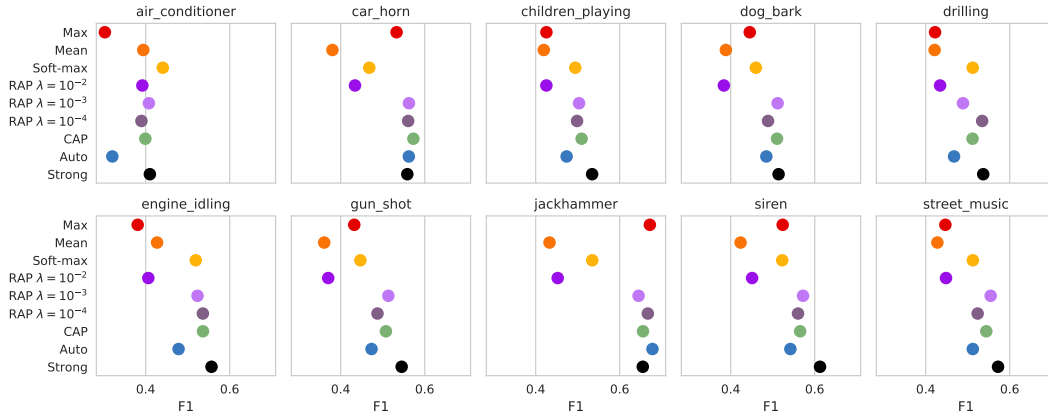 air_conditioner car_horn children_playing dog_bark drilling
Max
Mean
Soft-max
RAP λ = 10⁻²
RAP λ = 10⁻³
RAP λ = 10⁻⁴
CAP
Auto
Strong
engine_idling gun_shot jackhammer siren street_music
Max
Mean
Soft-max
RAP λ = 10⁻²
RAP λ = 10⁻³
RAP λ = 10⁻⁴
CAP
Auto
Strong
0.4 0.6 0.4 0.6 0.4 0.6 0.4 0.6 0.4 0.6
F1 F1 F1 F1 F1